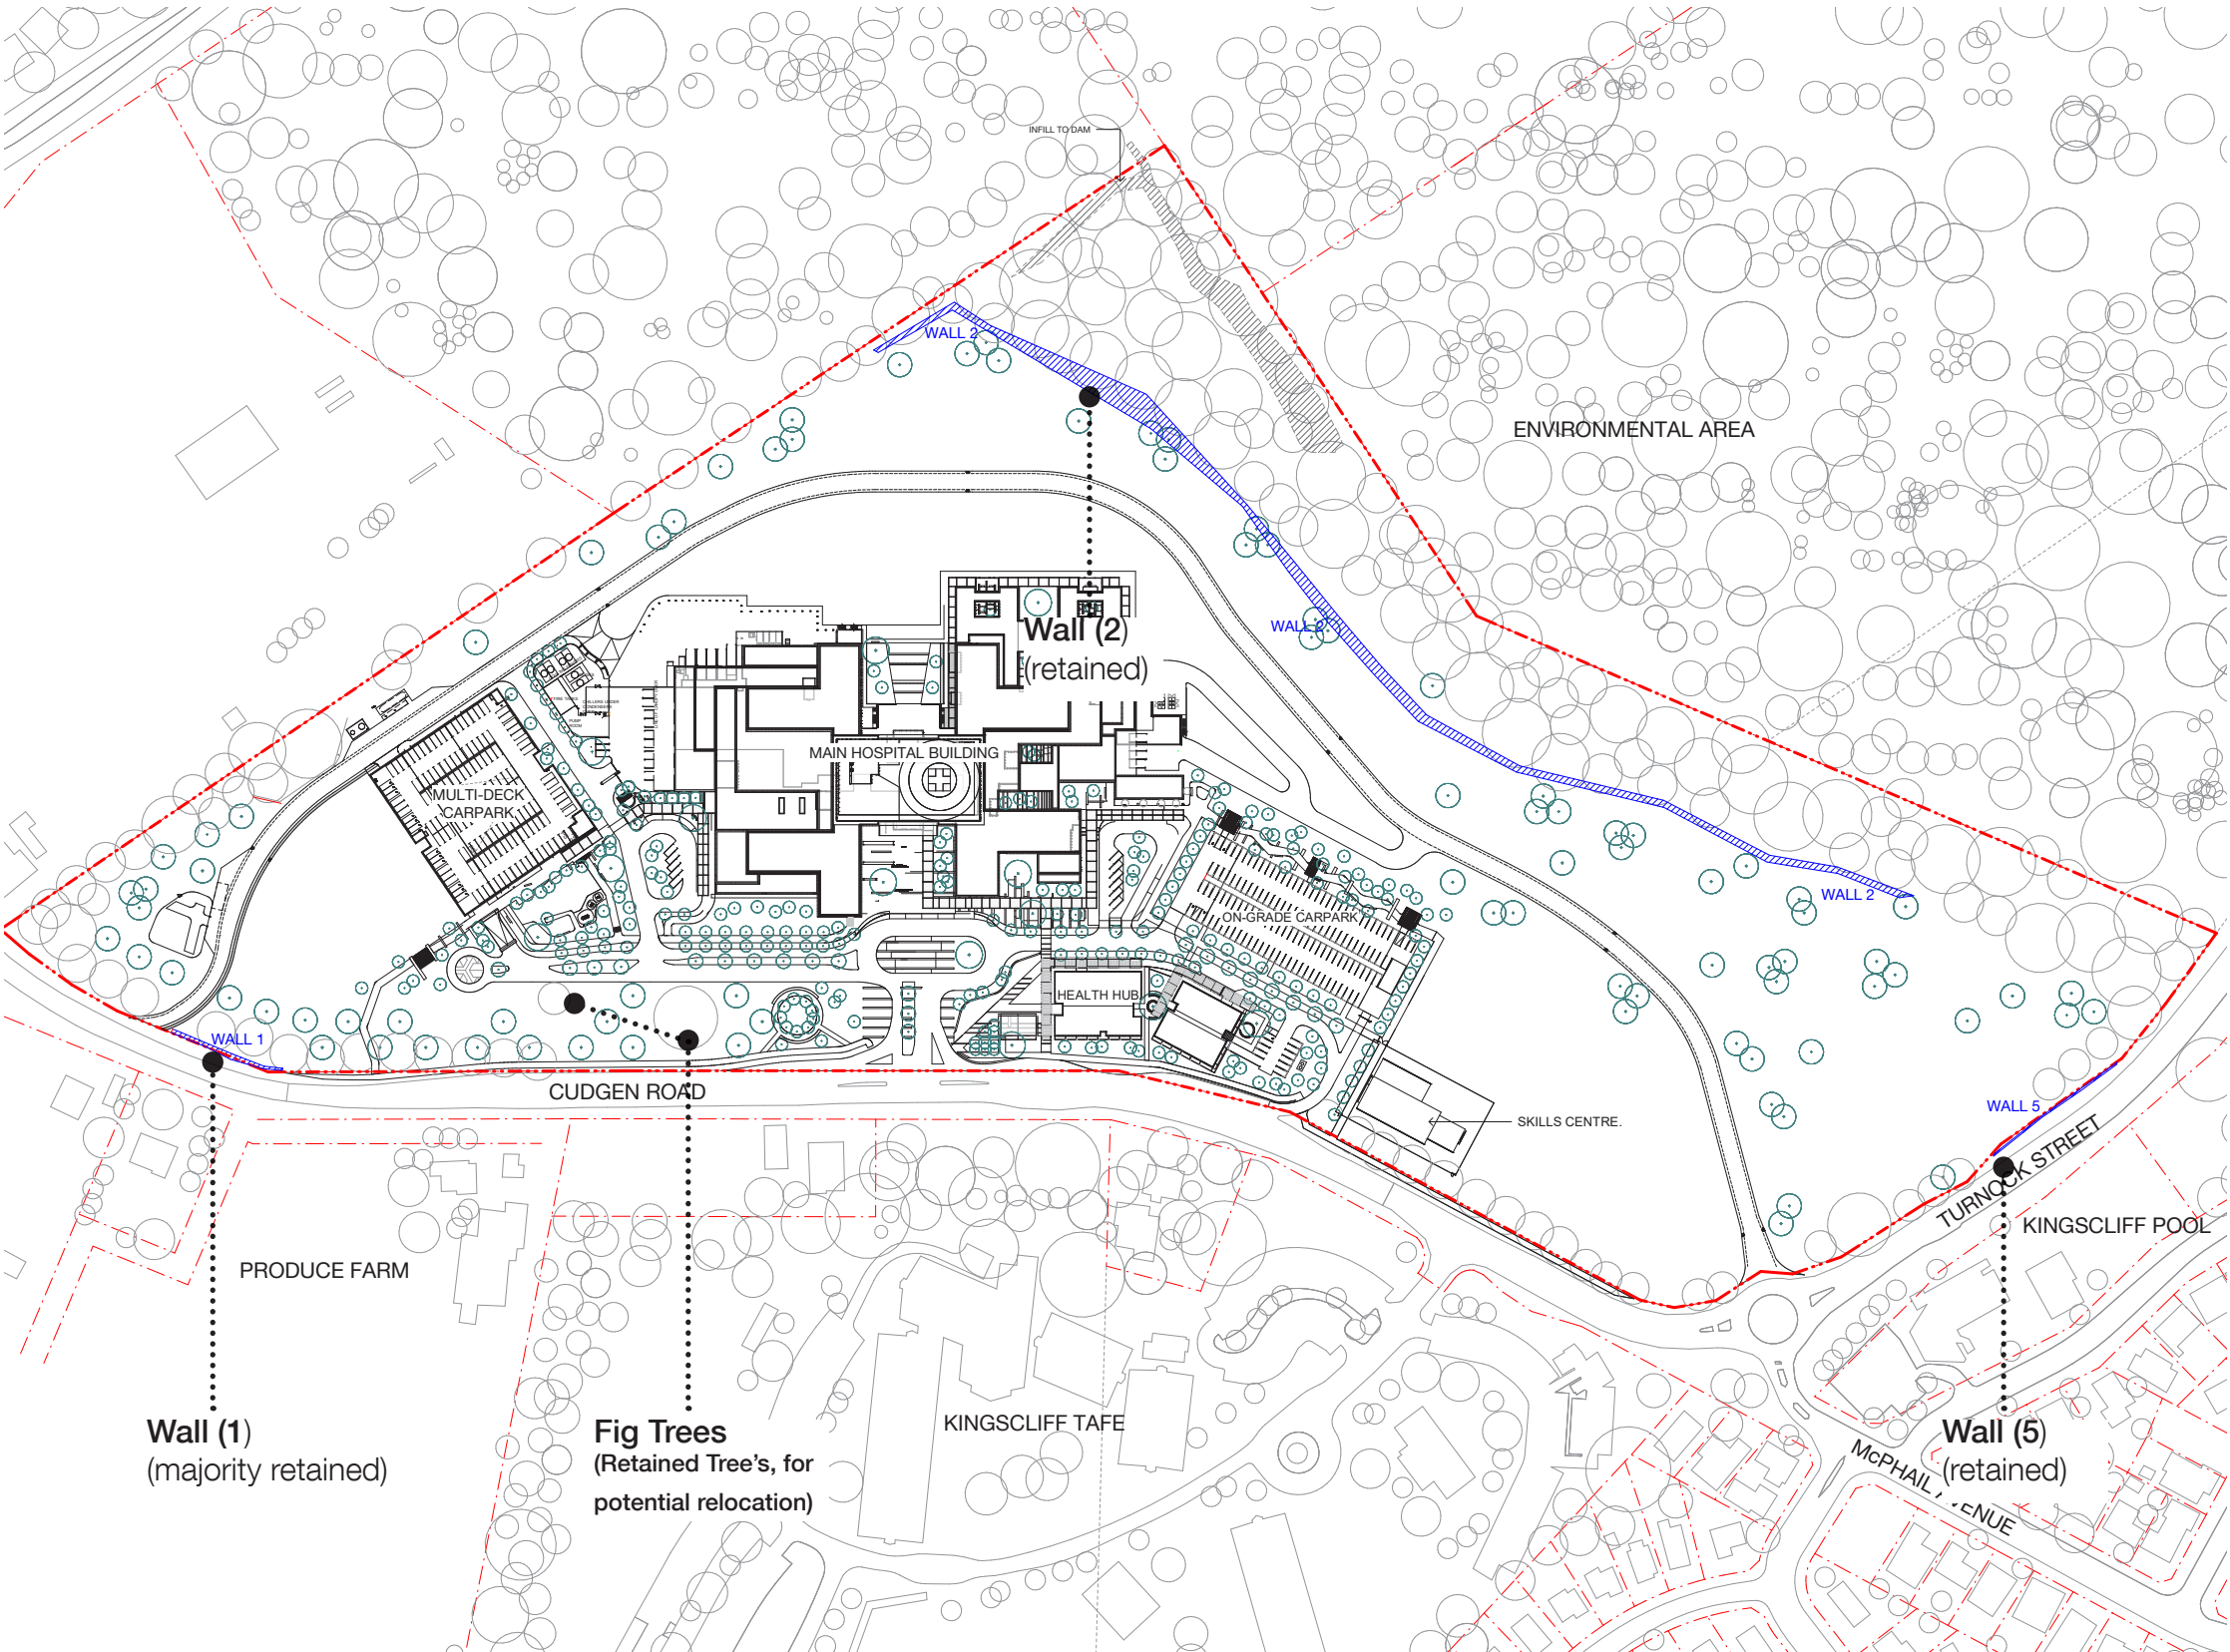 INFILL TO DAM
WALL 2
ENVIRONMENTAL AREA
WALL 2
Wall (2)
(retained)
MAIN HOSPITAL BUILDING
MULTI-DECK
CARPARK
WALL 2
ON-GRADE CARPARK
HEALTH HUB
WALL 1
CUDGEN ROAD
WALL 5
SKILLS CENTRE.
TURNOCK STREET
KINGSCLIFF POOL
PRODUCE FARM
KINGSCLIFF TAFE
Wall (1)
(majority retained)
Fig Trees
(Retained Tree's, for
potential relocation)
Wall (5)
(retained)
McPHAIL AVENUE